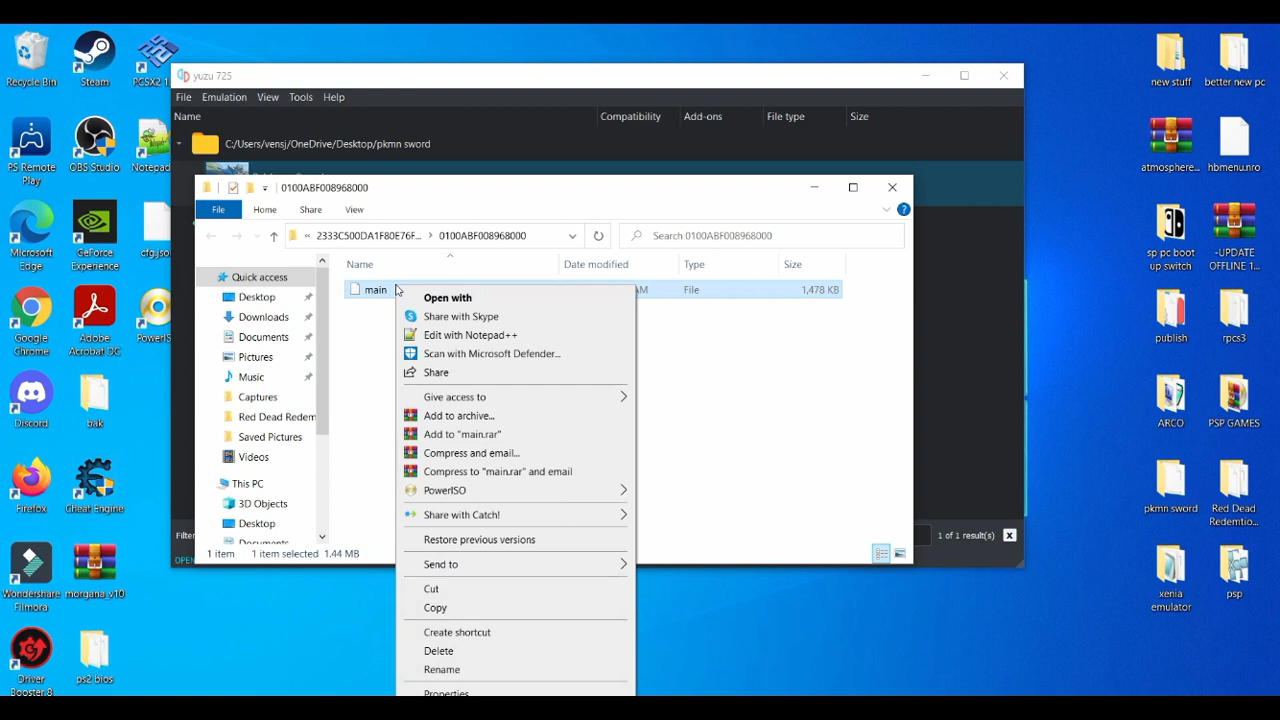 Recycle Bin
Steam
PCSX2 1
PS Remote
Play
OBS Studio
Notepad
Microsoft
Edge
GeForce
Experience
cfg.jso
Google
Chrome
Adobe
Acrobat DC
PowerIS
Discord
bak
Firefox
Cheat Engine
Wondershare
Filmora
morgana_v10
Driver
Booster 8
ps2 bios
yuzu 725
File
Emulation
View
Tools
Help
Name
Compatibility
Add-ons
File type
Size
C:/Users/vensj/OneDrive/Desktop/pkmn sword
0100ABF008968000
File
Home
Share
View
« 2333C500DA1F80E76F... > 0100ABF008968000
Search 0100ABF008968000
Name
Date modified
Type
Size
main
AM
File
1,478 KB
Quick access
Desktop
Downloads
Documents
Pictures
Music
Captures
Red Dead Redem
Saved Pictures
Videos
This PC
3D Objects
Desktop
Documents
1 item
1 item selected 1.44 MB
Open with
Share with Skype
Edit with Notepad++
Scan with Microsoft Defender...
Share
Give access to
Add to archive...
Add to "main.rar"
Compress and email...
Compress to "main.rar" and email
PowerISO
Share with Catch!
Restore previous versions
Send to
Cut
Copy
Create shortcut
Delete
Rename
Properties
Filter
1 of 1 result(s)
X
OPEN
new stuff
better new pc
atmosphere...
hbmenu.nro
sp pc boot
up switch
-UPDATE
OFFLINE 1...
publish
rpcs3
ARCO
PSP GAMES
pkmn sword
Red Dead
Redemtio...
xenia
emulator
psp